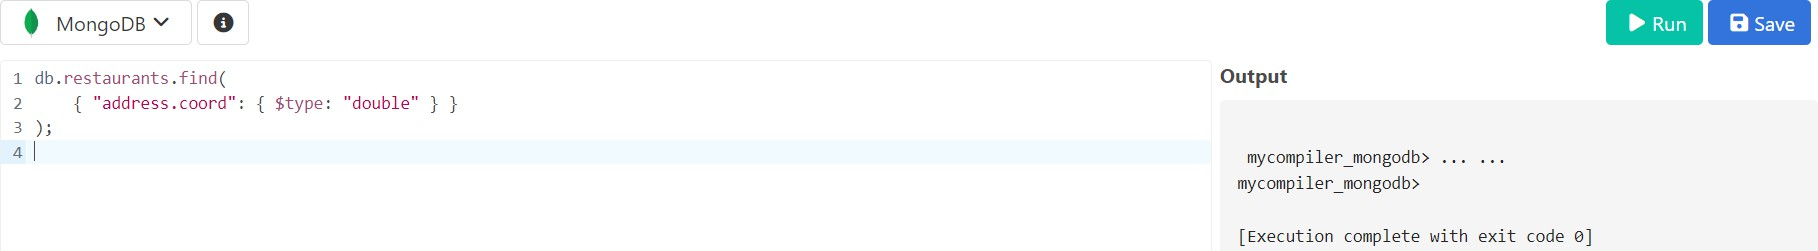 MongoDB
Run
Save
1 db.restaurants.find(
2     { "address.coord": { $type: "double" } }
3 );
4
Output
mycompiler_mongodb> ... ...
mycompiler_mongodb>
[Execution complete with exit code 0]